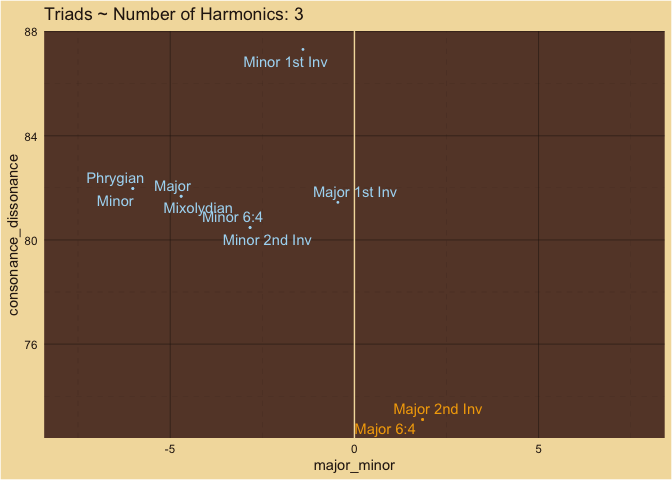 Triads ~ Number of Harmonics: 3
88
Minor 1st Inv
84
Phrygian
Major
Minor
Major 1st Inv
Mixolydian
Minor 6:4
80
Minor 2nd Inv
76
Major 2nd Inv
Major 6:4
consonance_dissonance
-5
0
5
major_minor